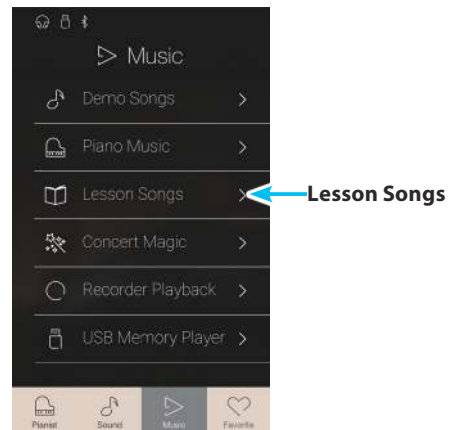 Music
Demo Songs
Piano Music
Lesson Songs
Lesson Songs
Concert Magic
Recorder Playback
USB Memory Player
Pianist
Sound
Music
Favorite